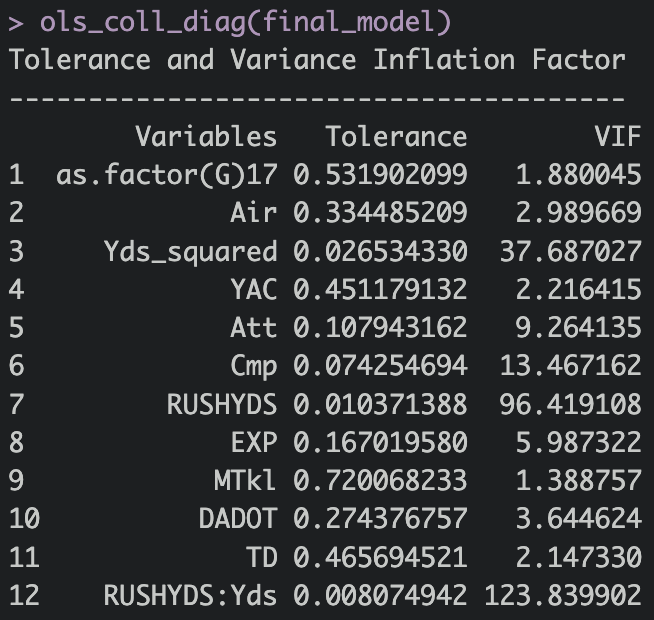 > ols_coll_diag(final_model)
Tolerance and Variance Inflation Factor
---------------------------------------
Variables Tolerance VIF
1 as.factor(G)17 0.531902099 1.880045
2 Air 0.334485209 2.989669
3 Yds_squared 0.026534330 37.687027
4 YAC 0.451179132 2.216415
5 Att 0.107943162 9.264135
6 Cmp 0.074254694 13.467162
7 RUSHYDS 0.010371388 96.419108
8 EXP 0.167019580 5.987322
9 MTkl 0.720068233 1.388757
10 DADOT 0.274376757 3.644624
11 TD 0.465694521 2.147330
12 RUSHYDS:Yds 0.008074942 123.839902